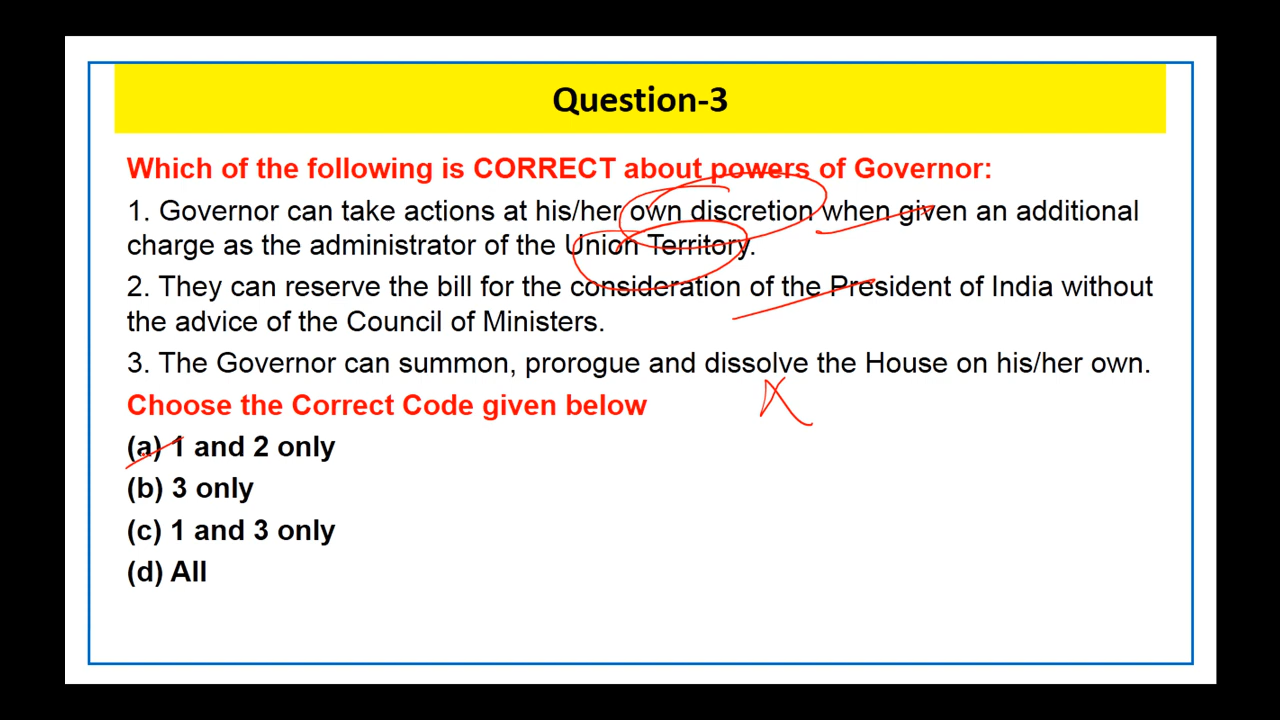 Question-3
Which of the following is CORRECT about powers of Governor:
1. Governor can take actions at his/her own discretion when given an additional
charge as the administrator of the Union Territory.
2. They can reserve the bill for the consideration of the President of India without
the advice of the Council of Ministers.
3. The Governor can summon, prorogue and dissolve the House on his/her own.
Choose the Correct Code given below
(a) 1 and 2 only
(b) 3 only
(c) 1 and 3 only
(d) All